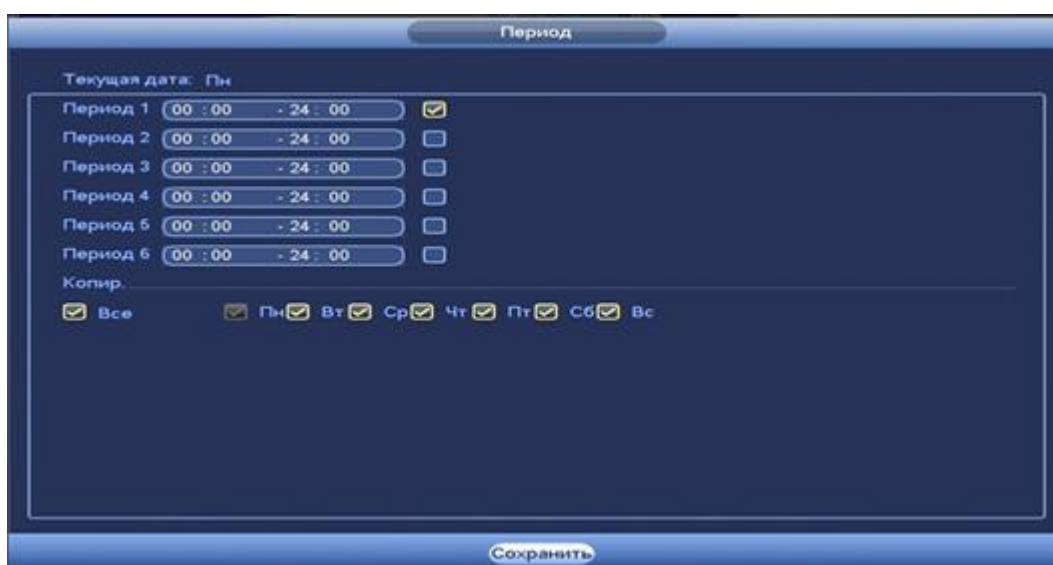 Период
Текущая дата: Пн
Период 1 00 : 00 - 24 : 00
Период 2 00 : 00 - 24 : 00
Период 3 00 : 00 - 24 : 00
Период 4 00 : 00 - 24 : 00
Период 5 00 : 00 - 24 : 00
Период 6 00 : 00 - 24 : 00
Копир.
Все Пн Вт Ср Чт Пт Сб Вс
Сохранить